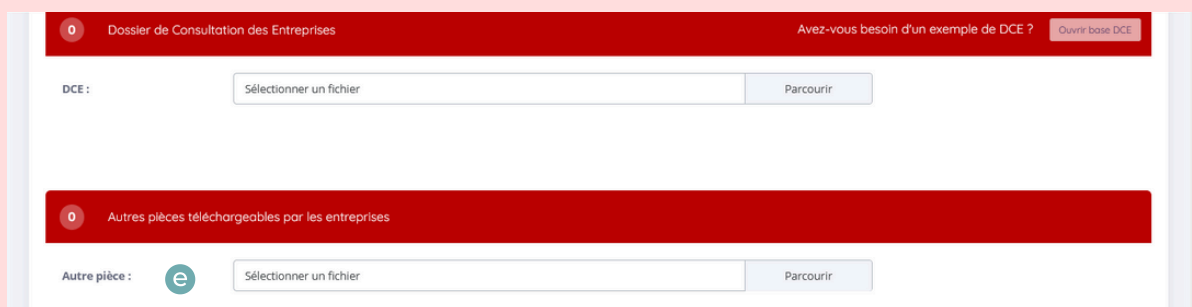 0 Dossier de Consultation des Entreprises Avez-vous besoin d'un exemple de DCE ? Ouvrir base DCE
DCE : Sélectionner un fichier Parcourir
0 Autres pièces téléchargeables par les entreprises
Autre pièce : e Sélectionner un fichier Parcourir